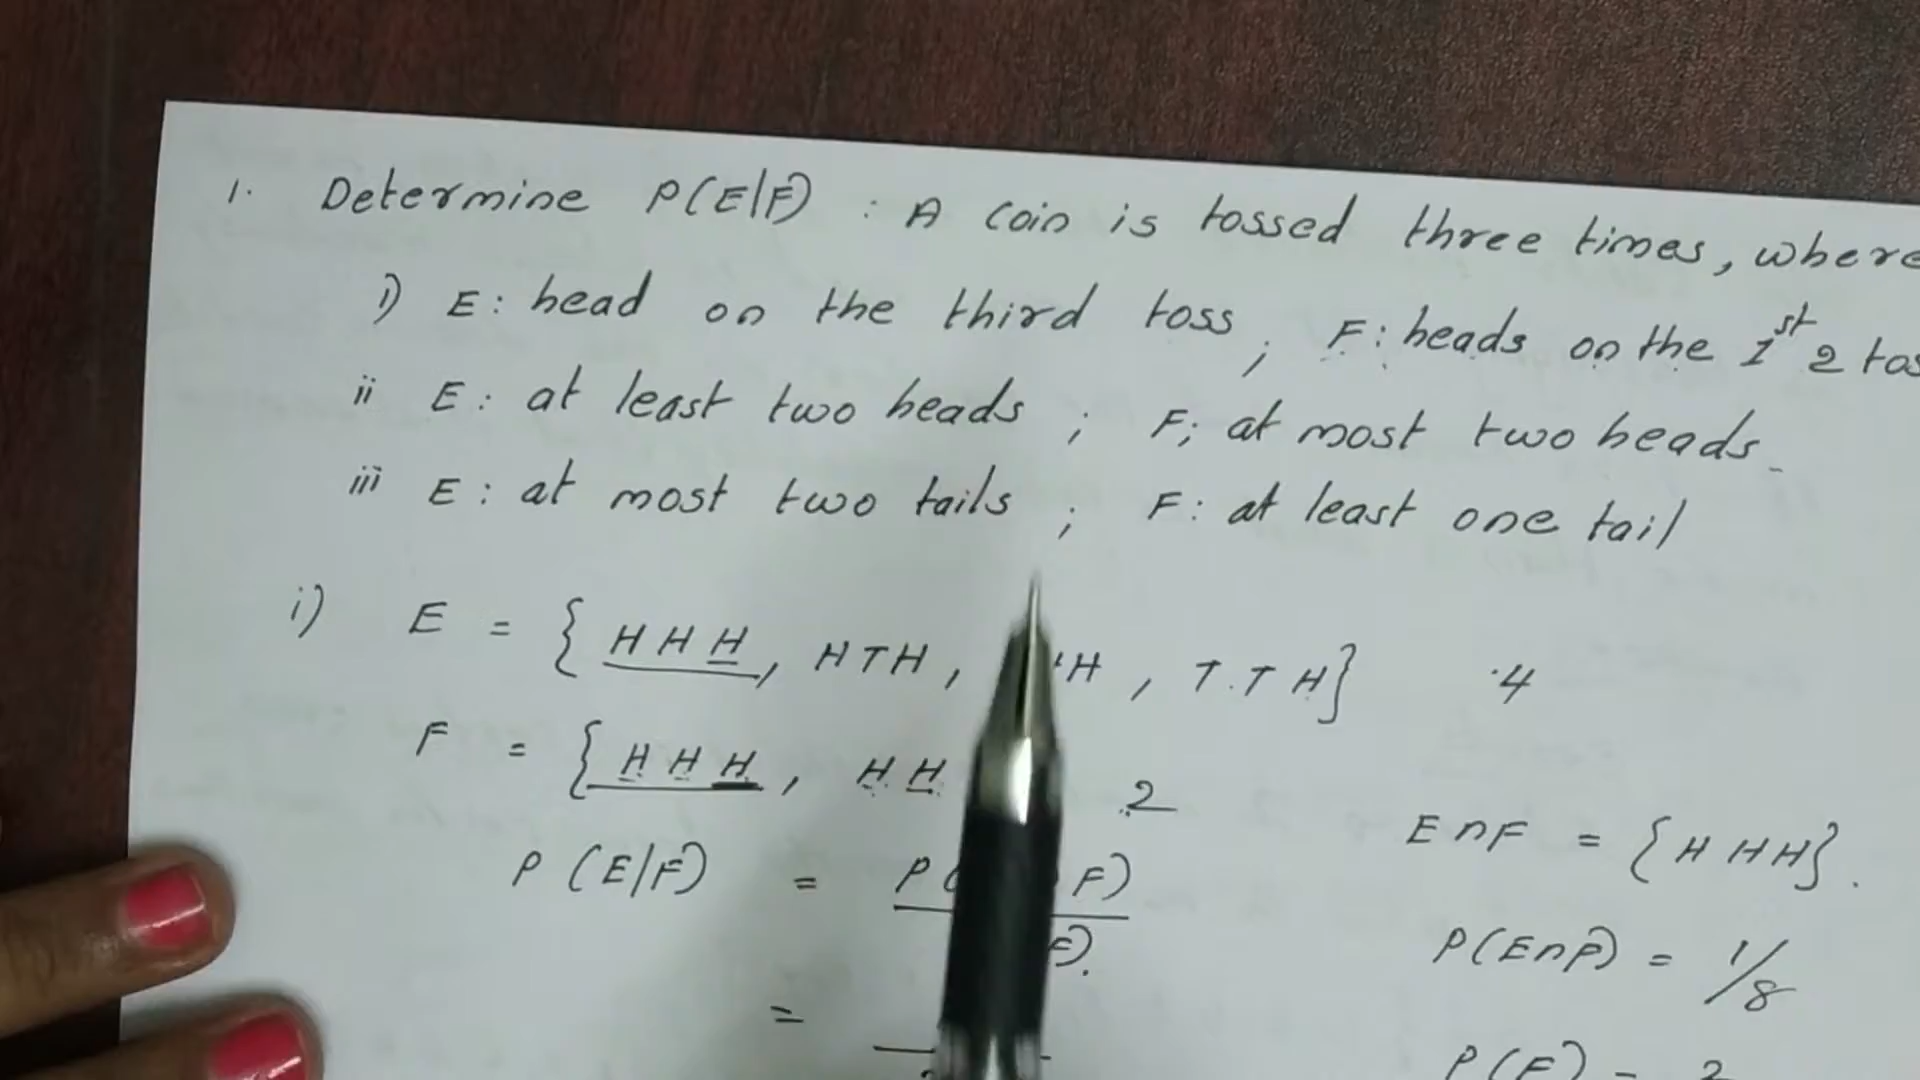 1. Determine P(E|F) : A coin is tossed three times, where
i) E: head on the third toss ; F: heads on the 1st 2
ii E: at least two heads ; F; at most two heads.
iii E: at most two tails ; F: at least one tail
i) E = { HHH, HTH, H, T.TH} 4
F = { HHH, HH 2
E∩F = {HHH}.
P(E|F) = P( F)
P(E∩F) = 1/8
=
P(F) = 2